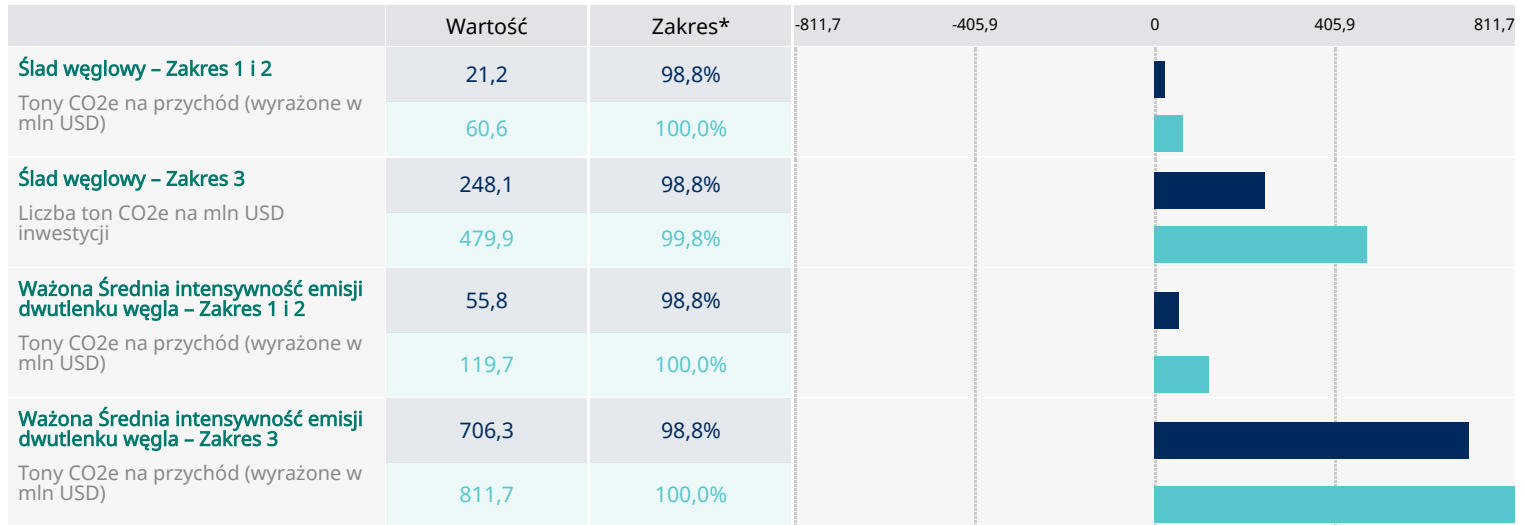 Wartość Zakres* -811,7 -405,9 0 405,9 811,7
Ślad węglowy – Zakres 1 i 2
21,2 98,8%
Tony CO2e na przychód (wyrażone w
mln USD)
60,6 100,0%
Ślad węglowy – Zakres 3
248,1 98,8%
Liczba ton CO2e na mln USD
inwestycji
479,9 99,8%
Ważona Średnia intensywność emisji
dwutlenku węgla – Zakres 1 i 2
55,8 98,8%
Tony CO2e na przychód (wyrażone w
mln USD)
119,7 100,0%
Ważona Średnia intensywność emisji
dwutlenku węgla – Zakres 3
706,3 98,8%
Tony CO2e na przychód (wyrażone w
mln USD)
811,7 100,0%